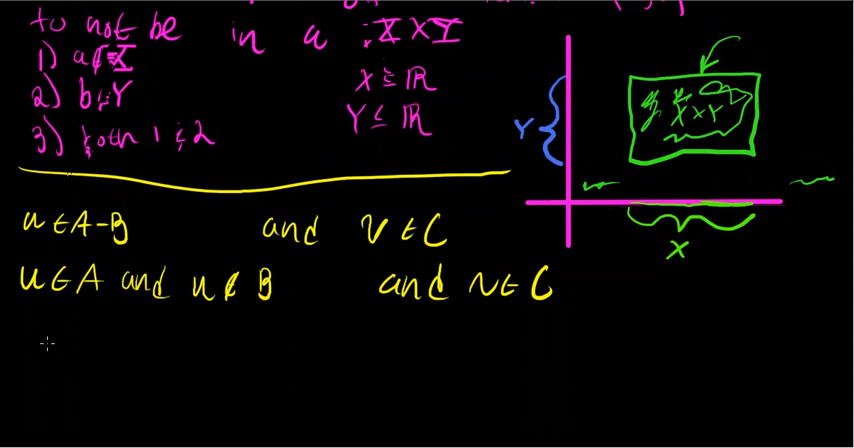 to not be in a : X × Y
1) a ∉ X
2) b ∉ Y
3) both 1 & 2
X ⊆ ℝ
Y ⊆ ℝ
Y
X × Y
X
u ∈ A - B and v ∈ C
u ∈ A and u ∉ B and v ∈ C